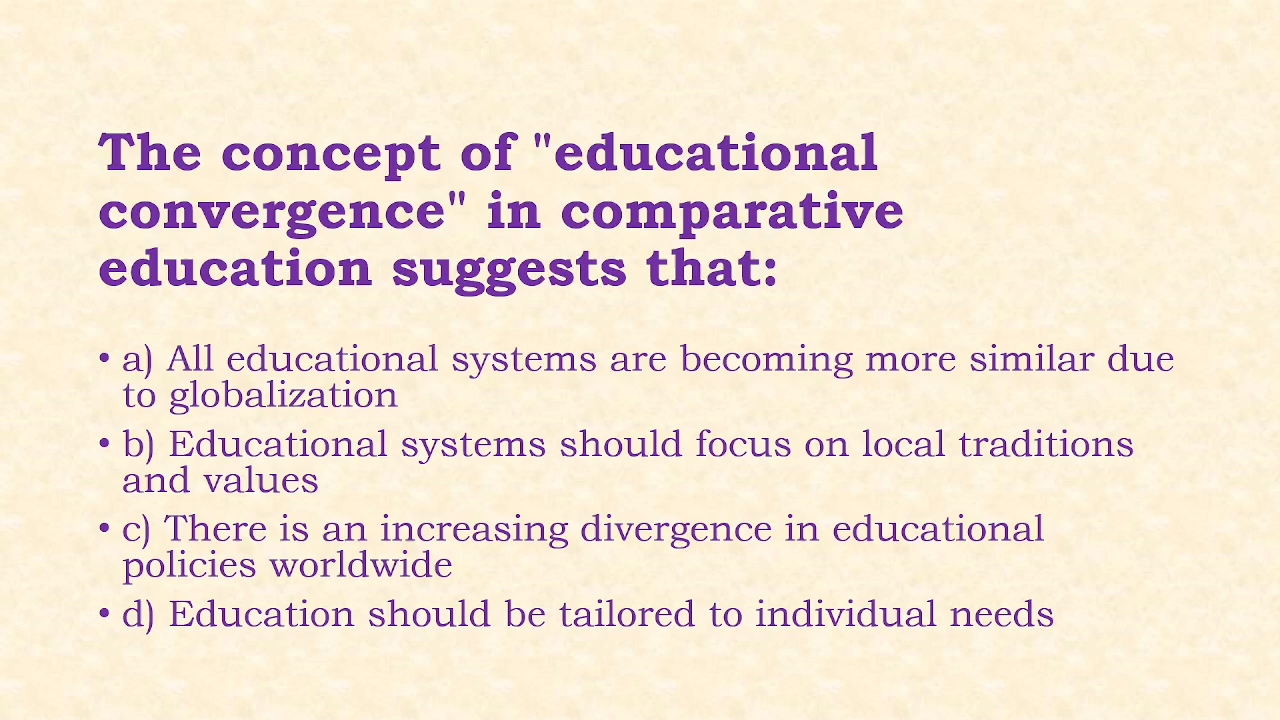 The concept of "educational
convergence" in comparative
education suggests that:
• a) All educational systems are becoming more similar due
to globalization
• b) Educational systems should focus on local traditions
and values
• c) There is an increasing divergence in educational
policies worldwide
• d) Education should be tailored to individual needs